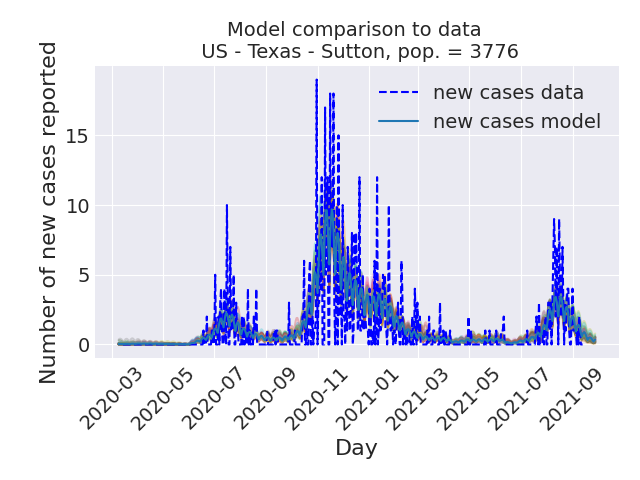 Model comparison to data
US - Texas - Sutton, pop. = 3776
Number of new cases reported
15
10
5
0
new cases data
new cases model
2020-03
2020-05
2020-07
2020-09
2020-11
2021-01
2021-03
2021-05
2021-07
2021-09
Day